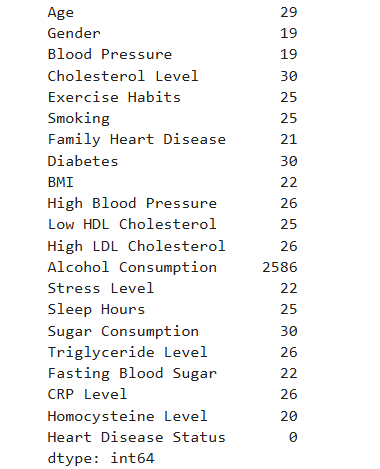 Age 29
Gender 19
Blood Pressure 19
Cholesterol Level 30
Exercise Habits 25
Smoking 25
Family Heart Disease 21
Diabetes 30
BMI 22
High Blood Pressure 26
Low HDL Cholesterol 25
High LDL Cholesterol 26
Alcohol Consumption 2586
Stress Level 22
Sleep Hours 25
Sugar Consumption 30
Triglyceride Level 26
Fasting Blood Sugar 22
CRP Level 26
Homocysteine Level 20
Heart Disease Status 0
dtype: int64